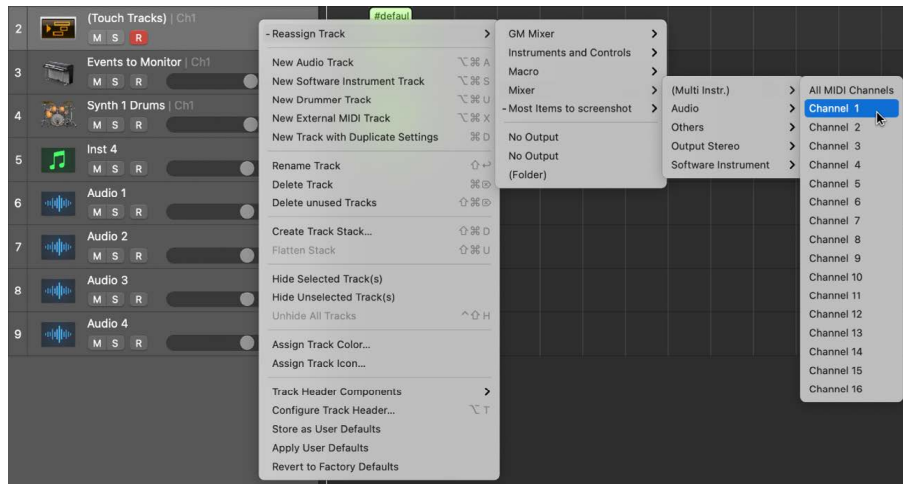 2
(Touch Tracks) | Ch1
M S R
3
Events to Monitor | Ch1
M S R
4
Synth 1 Drums | Ch1
M S R
5
Inst 4
M S R
6
Audio 1
M S R
7
Audio 2
M S R
8
Audio 3
M S R
9
Audio 4
M S R
#defaul
- Reassign Track
New Audio Track ⌥⌘A
New Software Instrument Track ⌥⌘S
New Drummer Track ⌥⌘U
New External MIDI Track ⌥⌘X
New Track with Duplicate Settings ⌘D
Rename Track ⇧↩
Delete Track ⌘⌦
Delete unused Tracks ⇧⌘⌦
Create Track Stack... ⇧⌘D
Flatten Stack ⇧⌘U
Hide Selected Track(s)
Hide Unselected Track(s)
Unhide All Tracks ^⇧H
Assign Track Color...
Assign Track Icon...
Track Header Components
Configure Track Header... ⌥T
Store as User Defaults
Apply User Defaults
Revert to Factory Defaults
GM Mixer
Instruments and Controls
Macro
Mixer
- Most Items to screenshot
No Output
No Output
(Folder)
(Multi Instr.)
Audio
Others
Output Stereo
Software Instrument
All MIDI Channels
Channel 1
Channel 2
Channel 3
Channel 4
Channel 5
Channel 6
Channel 7
Channel 8
Channel 9
Channel 10
Channel 11
Channel 12
Channel 13
Channel 14
Channel 15
Channel 16